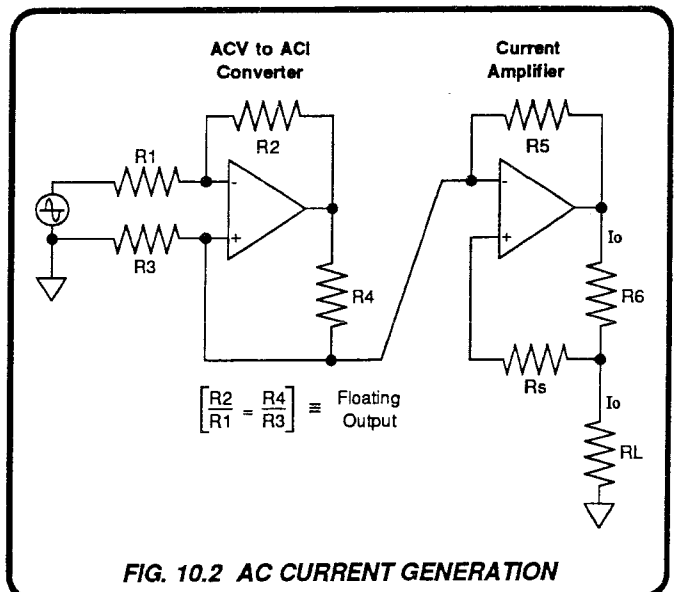 ACV to ACI
Converter
Current
Amplifier
R2
R5
R1
-
-
+
+
Io
R3
R4
R6
Rs
[R2/R1 = R4/R3] ≡ Floating
Output
Io
RL
FIG. 10.2 AC CURRENT GENERATION